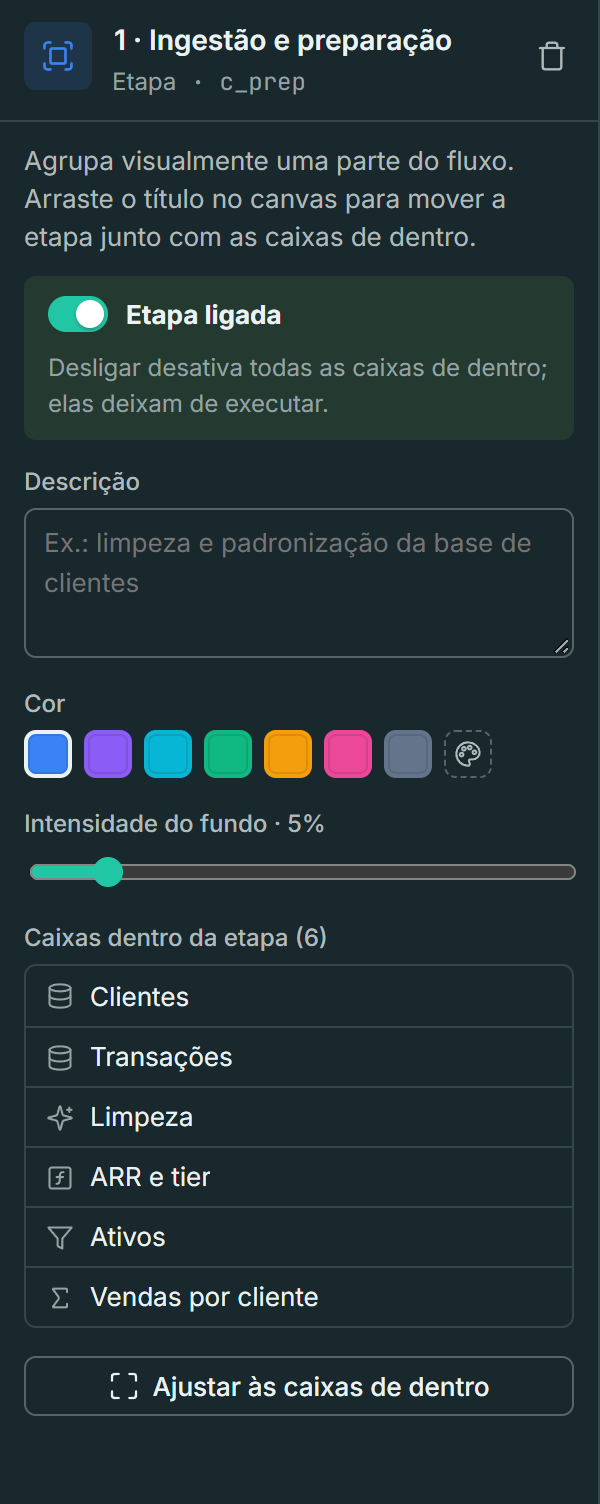 1 · Ingestão e preparação
Etapa · c_prep
Agrupa visualmente uma parte do fluxo.
Arraste o título no canvas para mover a
etapa junto com as caixas de dentro.
Etapa ligada
Desligar desativa todas as caixas de dentro;
elas deixam de executar.
Descrição
Ex.: limpeza e padronização da base de
clientes
Cor
Intensidade do fundo · 5%
Caixas dentro da etapa (6)
Clientes
Transações
Limpeza
ARR e tier
Ativos
Vendas por cliente
Ajustar às caixas de dentro